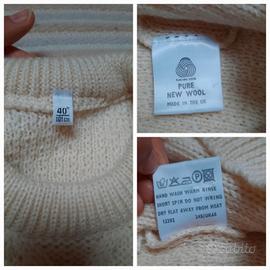 40"
101 cm
PURE
NEW WOOL
MADE IN THE UK
HAND WASH WARM RINSE
SHORT SPIN DO NOT WRING
DRY FLAT AWAY FROM HEAT
subito